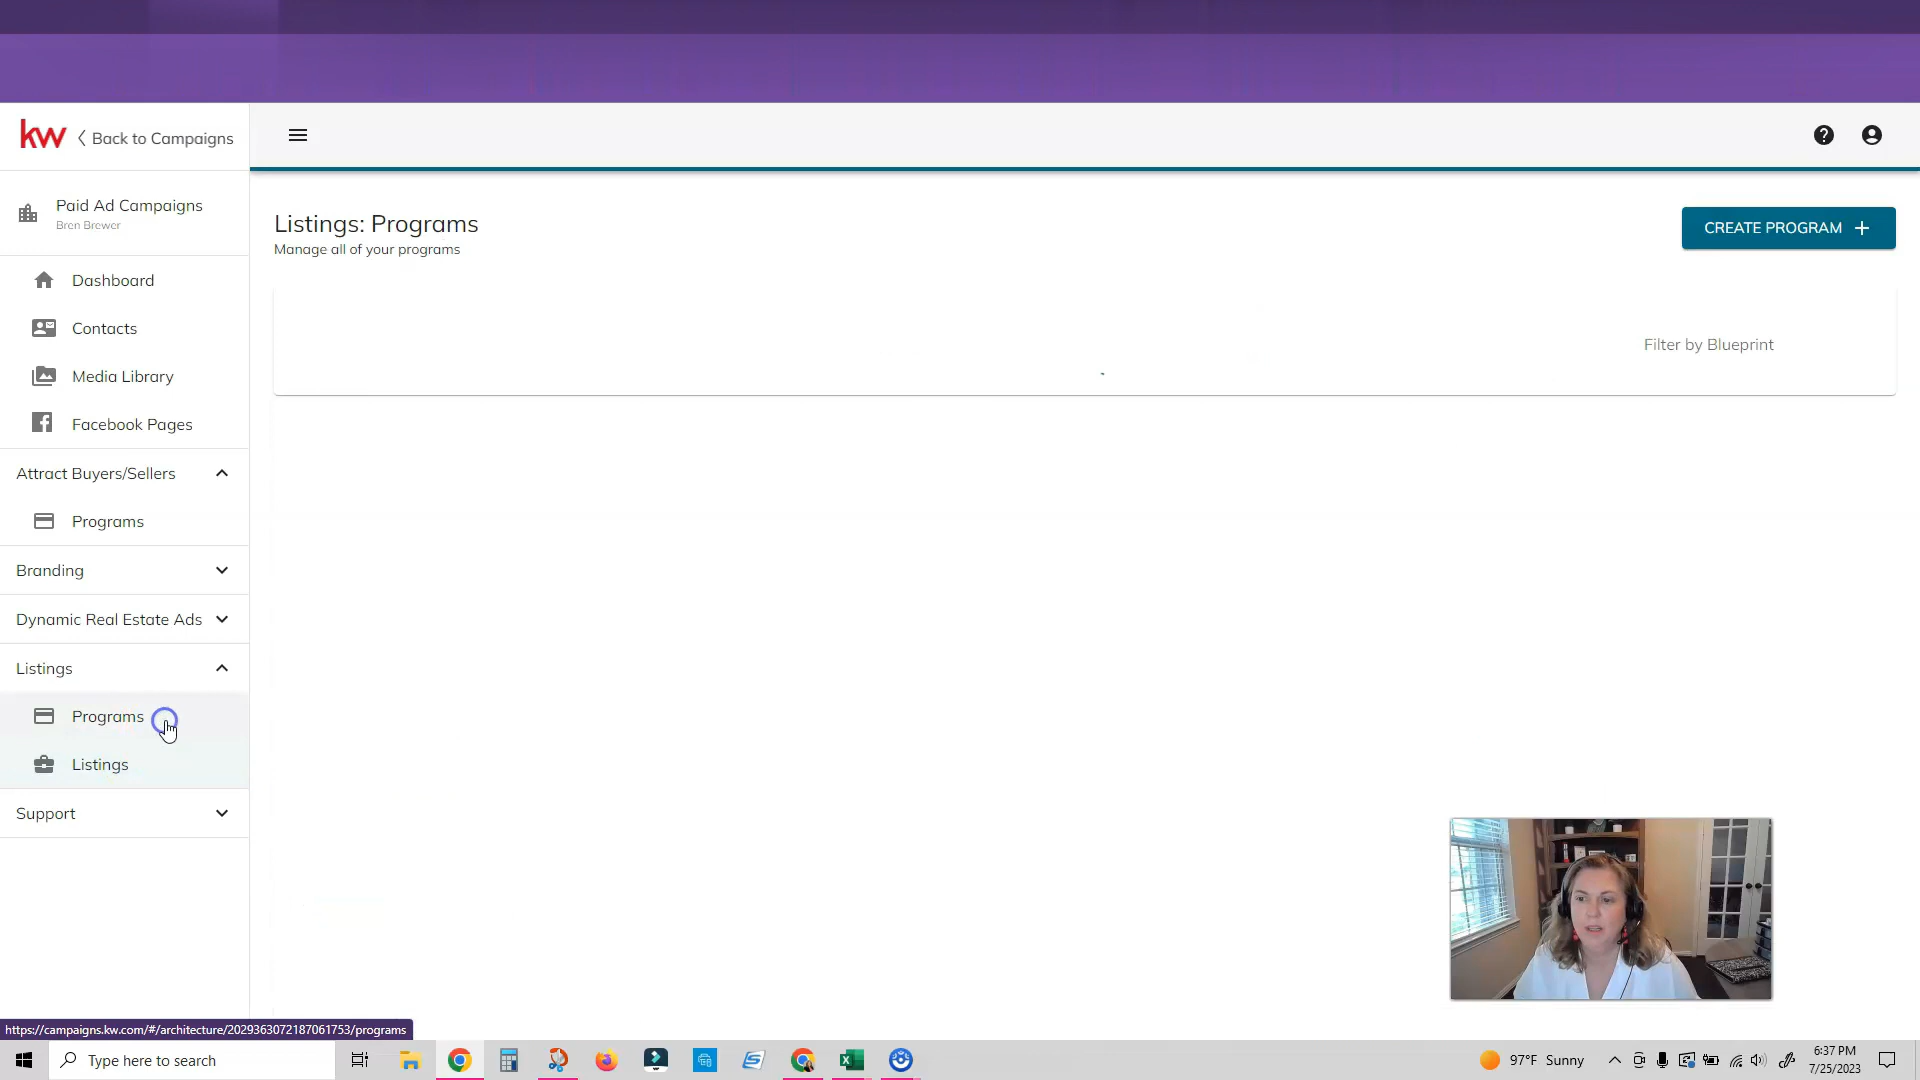 kw
Back to Campaigns
Paid Ad Campaigns
Bren Brewer
Dashboard
Contacts
Media Library
Facebook Pages
Attract Buyers/Sellers
Programs
Branding
Dynamic Real Estate Ads
Listings
Programs
Listings
Support
Listings: Programs
Manage all of your programs
CREATE PROGRAM +
Filter by Blueprint
https://campaigns.kw.com/#/architecture/2029363072187061753/programs
Type here to search
97°F Sunny
6:37 PM
7/25/2023